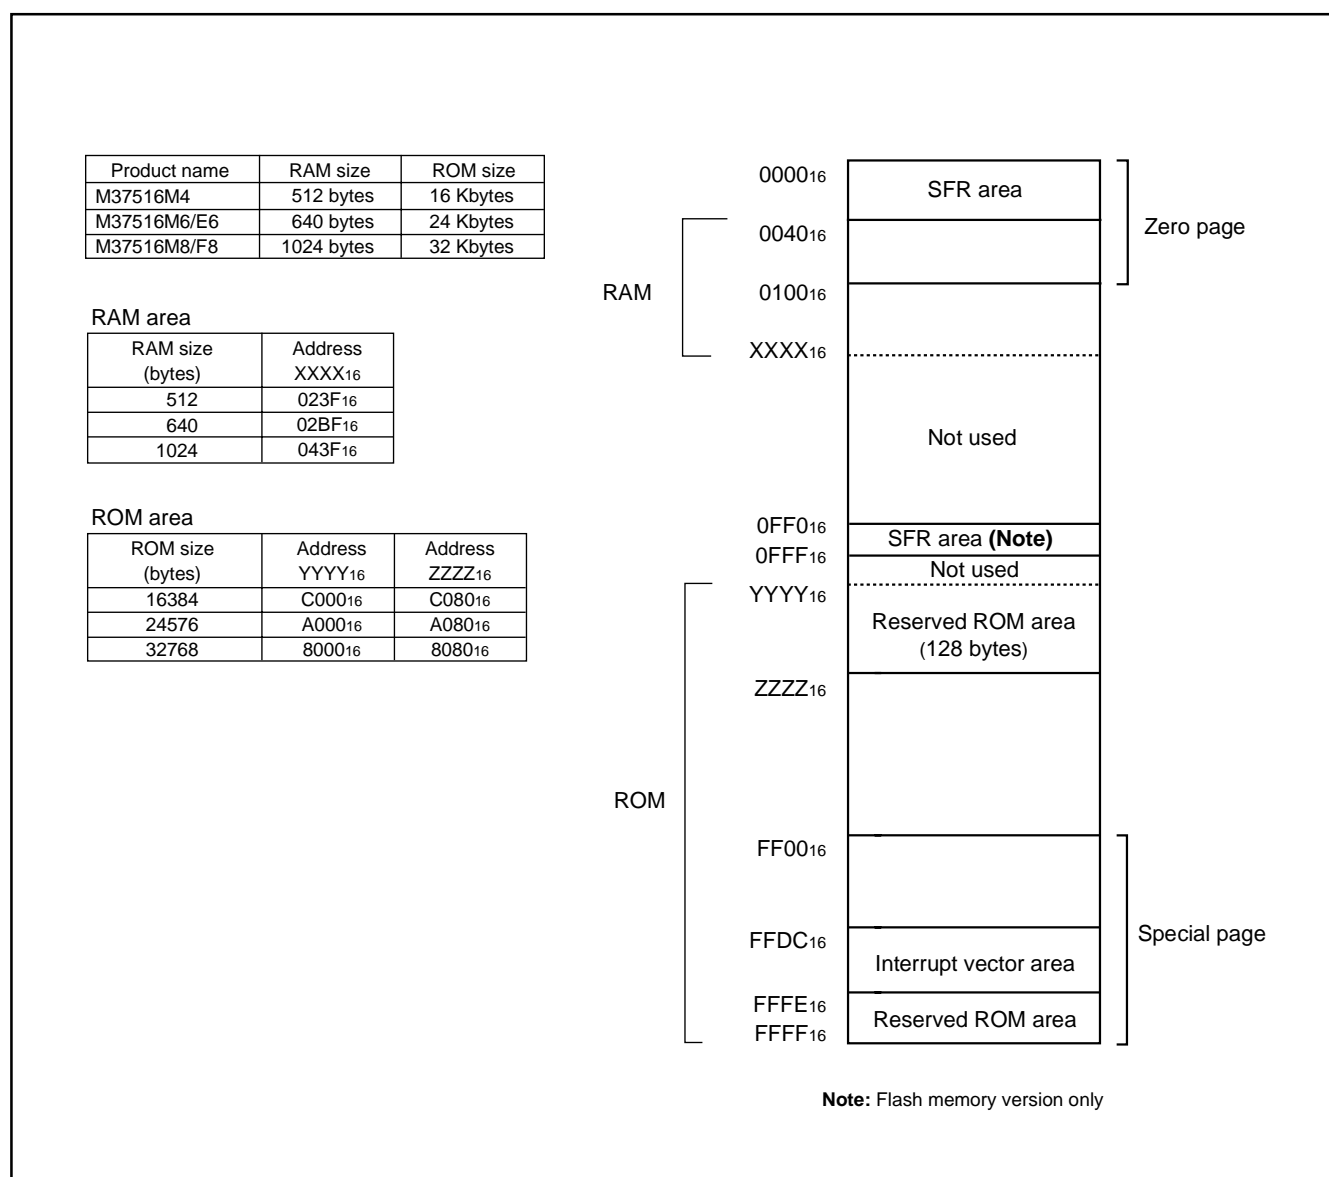 Product name RAM size ROM size
M37516M4 512 bytes 16 Kbytes
M37516M6/E6 640 bytes 24 Kbytes
M37516M8/F8 1024 bytes 32 Kbytes
RAM area
RAM size Address
(bytes) XXXX16
512 023F16
640 02BF16
1024 043F16
ROM area
ROM size Address Address
(bytes) YYYY16 ZZZZ16
16384 C00016 C08016
24576 A00016 A08016
32768 800016 808016
000016
SFR area
Zero page
004016
RAM
010016
XXXX16
Not used
0FF016
SFR area (Note)
0FFF16
Not used
YYYY16
Reserved ROM area
(128 bytes)
ZZZZ16
ROM
FF0016
Special page
FFDC16
Interrupt vector area
FFFE16
Reserved ROM area
FFFF16
Note: Flash memory version only